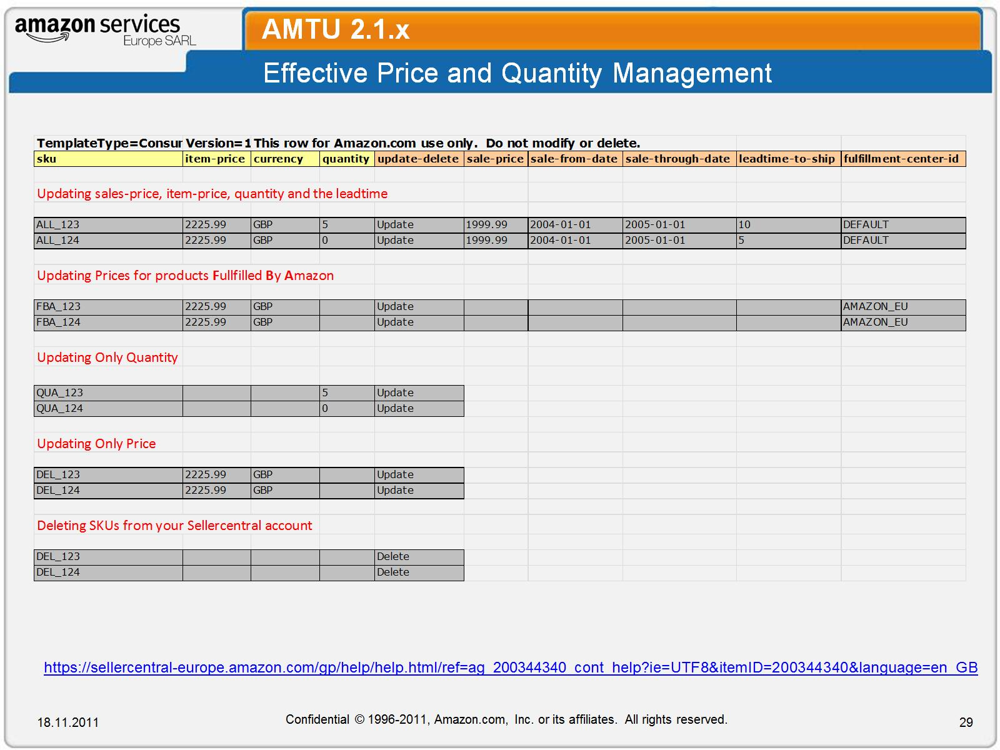 amazon services
Europe SARL
AMTU 2.1.x
Effective Price and Quantity Management
TemplateType=Consur Version=1 This row for Amazon.com use only. Do not modify or delete.
sku item-price currency quantity update-delete sale-price sale-from-date sale-through-date leadtime-to-ship fulfillment-center-id
Updating sales-price, item-price, quantity and the leadtime
ALL_123 2225.99 GBP 5 Update 1999.99 2004-01-01 2005-01-01 10 DEFAULT
ALL_124 2225.99 GBP 0 Update 1999.99 2004-01-01 2005-01-01 5 DEFAULT
Updating Prices for products Fullfilled By Amazon
FBA_123 2225.99 GBP Update AMAZON_EU
FBA_124 2225.99 GBP Update AMAZON_EU
Updating Only Quantity
QUA_123 5 Update
QUA_124 0 Update
Updating Only Price
DEL_123 2225.99 GBP Update
DEL_124 2225.99 GBP Update
Deleting SKUs from your Sellercentral account
DEL_123 Delete
DEL_124 Delete
https://sellercentral-europe.amazon.com/gp/help/help.html/ref=ag_200344340_cont_help?ie=UTF8&itemID=200344340&language=en_GB
18.11.2011
Confidential © 1996-2011, Amazon.com, Inc. or its affiliates. All rights reserved.
29